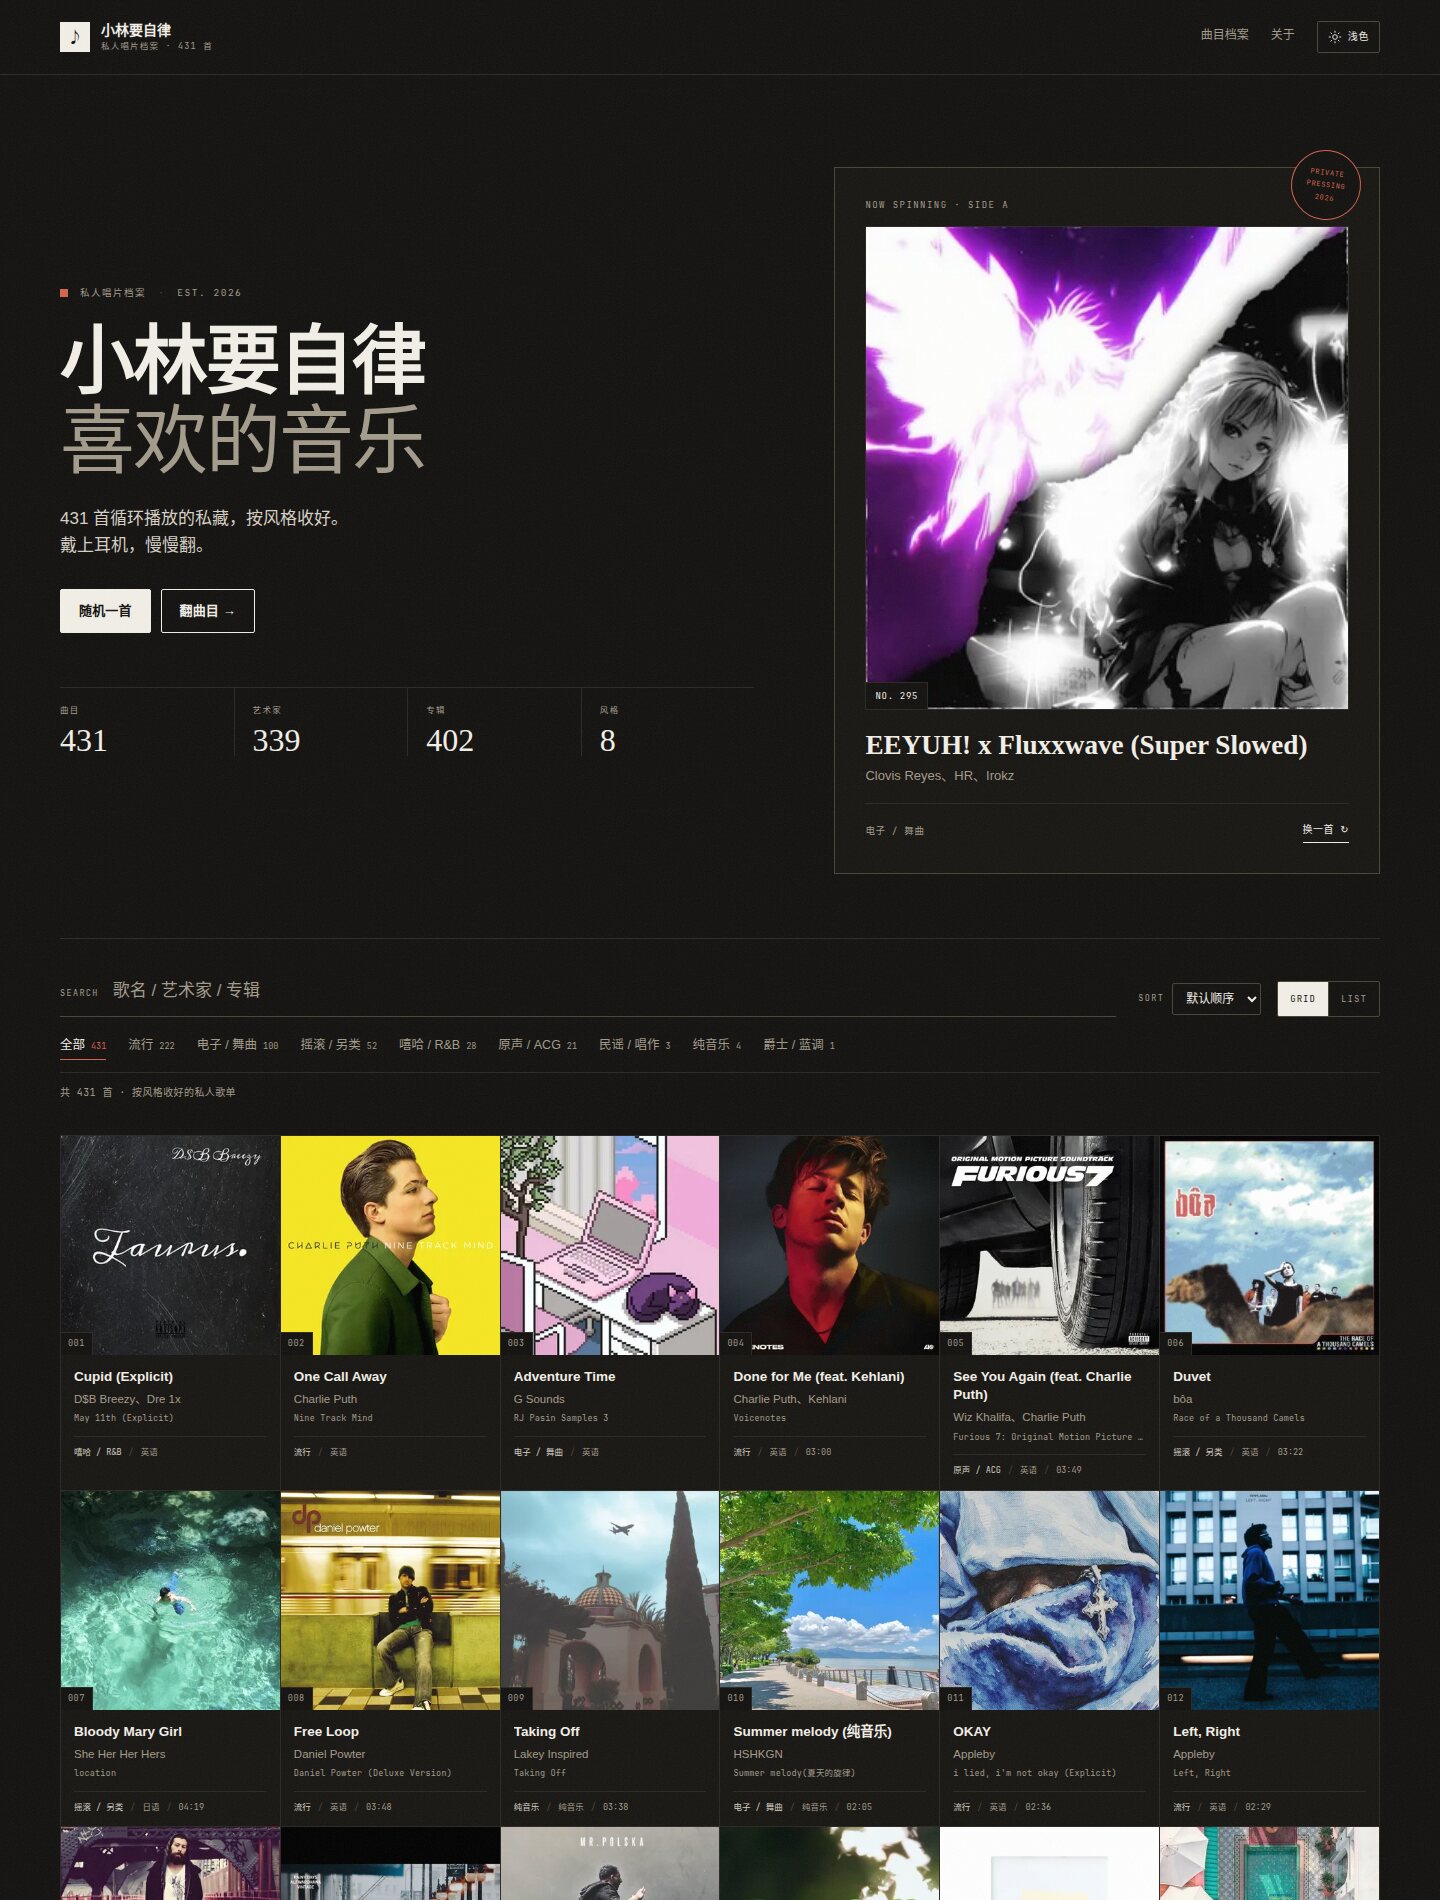 小林要自律
私人唱片档案 · 431 首
曲目档案
关于
浅色
PRIVATE
PRESSING
2026
NOW SPINNING · SIDE A
私人唱片档案 · EST. 2026
小林要自律
喜欢的音乐
431 首循环播放的私藏，按风格收好。
戴上耳机，慢慢翻。
随机一首
翻曲目 →
曲目
431
艺术家
339
专辑
402
风格
8
NO. 295
EEYUH! x Fluxxwave (Super Slowed)
Clovis Reyes、HR、Irokz
电子 / 舞曲
换一首 ↻
SEARCH 歌名 / 艺术家 / 专辑
SORT 默认顺序
GRID
LIST
全部 431 流行 222 电子 / 舞曲 100 摇滚 / 另类 52 嘻哈 / R&B 28 原声 / ACG 21 民谣 / 唱作 3 纯音乐 4 爵士 / 蓝调 1
共 431 首 · 按风格收好的私人歌单
D$B Breezy
Taurus.
001
Cupid (Explicit)
D$B Breezy、Dre 1x
May 11th (Explicit)
嘻哈 / R&B / 英语
CHARLIE PUTH NINE TRACK MIND
002
One Call Away
Charlie Puth
Nine Track Mind
流行 / 英语
003
Adventure Time
G Sounds
RJ Pasin Samples 3
电子 / 舞曲 / 英语
NOTES
004
Done for Me (feat. Kehlani)
Charlie Puth、Kehlani
Voicenotes
流行 / 英语 / 03:00
ORIGINAL MOTION PICTURE SOUNDTRACK
FURIOUS 7
005
See You Again (feat. Charlie
Puth)
Wiz Khalifa、Charlie Puth
Furious 7: Original Motion Picture …
原声 / ACG / 英语 / 03:49
bôa
THE RACE OF
A THOUSAND CAMELS
006
Duvet
bôa
Race of a Thousand Camels
摇滚 / 另类 / 英语 / 03:22
007
Bloody Mary Girl
She Her Her Hers
location
摇滚 / 另类 / 日语 / 04:19
dp
daniel powter
008
Free Loop
Daniel Powter
Daniel Powter (Deluxe Version)
流行 / 英语 / 03:48
009
Taking Off
Lakey Inspired
Taking Off
纯音乐 / 纯音乐 / 03:38
010
Summer melody (纯音乐)
HSHKGN
Summer melody(夏天的旋律)
电子 / 舞曲 / 纯音乐 / 02:05
011
OKAY
Appleby
i lied, i'm not okay (Explicit)
流行 / 英语 / 02:36
LEFT, RIGHT
012
Left, Right
Appleby
Left, Right
流行 / 英语 / 02:29
MR.POLSKA